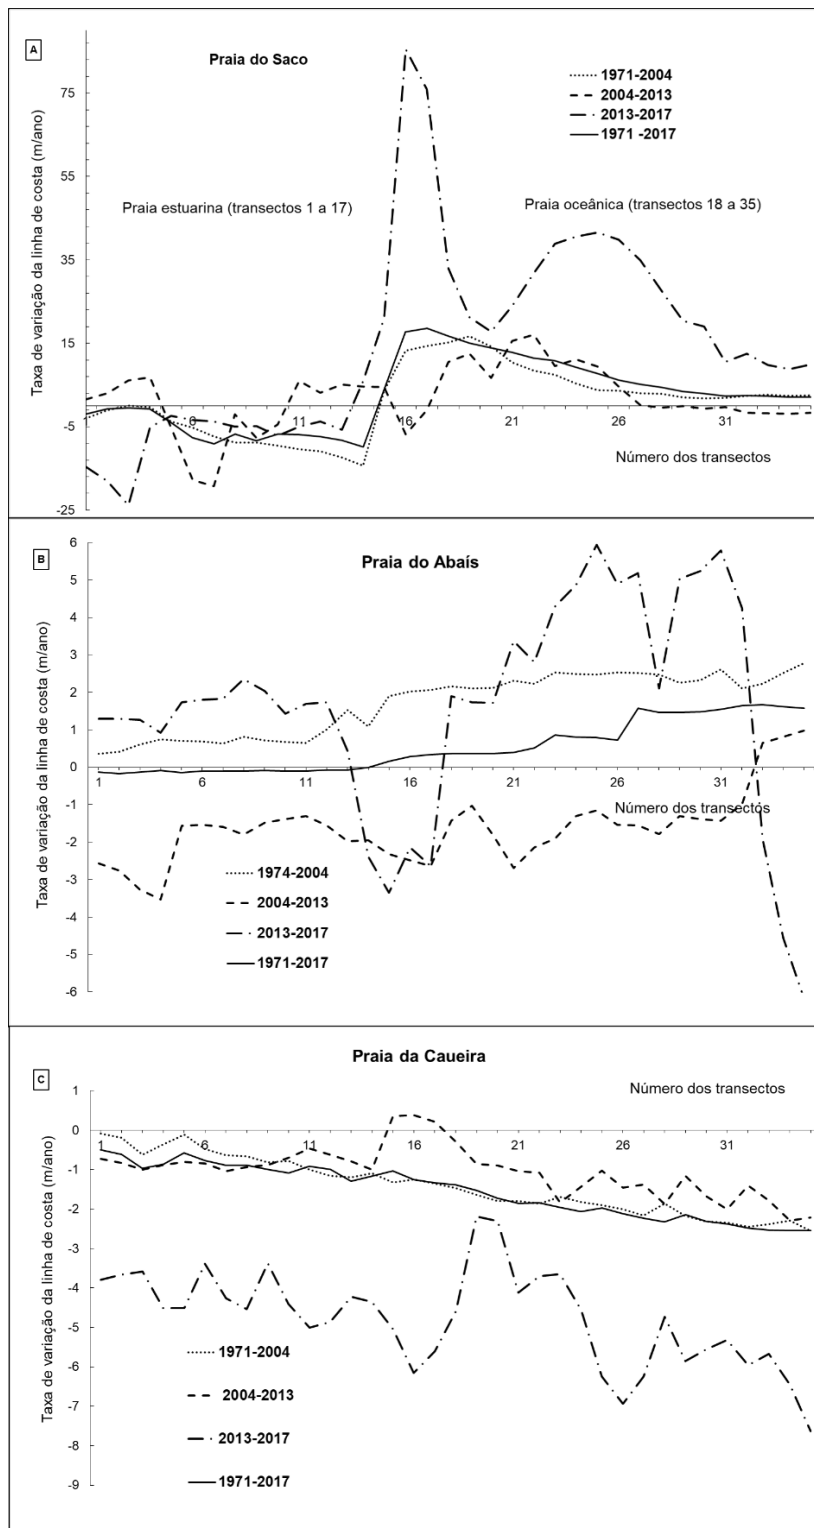 A
Praia do Saco
1971-2004
2004-2013
2013-2017
1971 -2017
Praia estuarina (transectos 1 a 17)
Praia oceânica (transectos 18 a 35)
Taxa de variação da linha de costa (m/ano)
75
55
35
15
-5
-25
1 6 11 16 21 26 31
Número dos transectos
B
Praia do Abaís
Taxa de variação da linha de costa (m/ano)
6
5
4
3
2
1
0
-1
-2
-3
-4
-5
-6
1 6 11 16 21 26 31
Número dos transectos
1974-2004
2004-2013
2013-2017
1971-2017
Praia da Caueira
C
Número dos transectos
Taxa de variação da linha de costa (m/ano)
1
0
-1
-2
-3
-4
-5
-6
-7
-8
-9
1 6 11 16 21 26 31
1971-2004
2004-2013
2013-2017
1971-2017